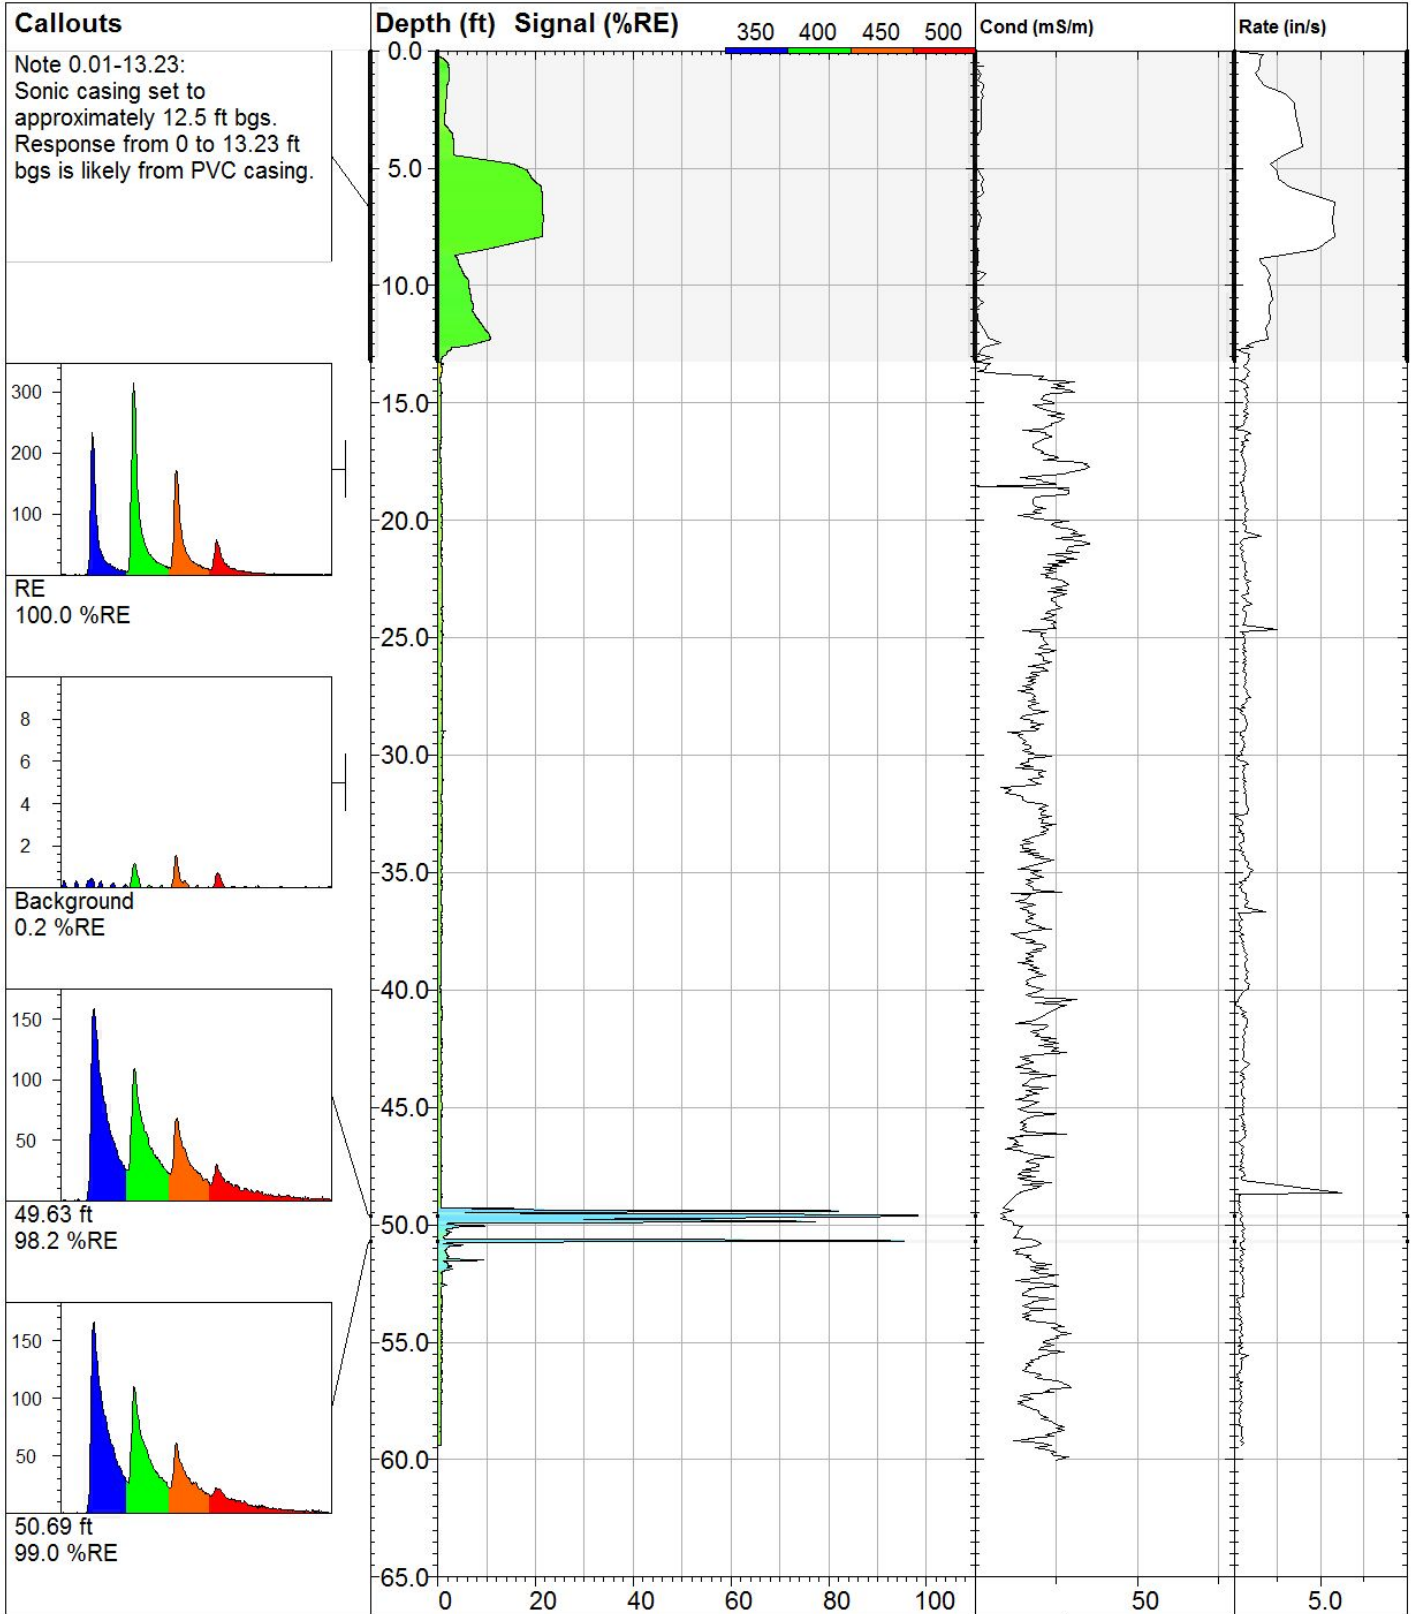 Callouts
Depth (ft) Signal (%RE)
350 400 450 500
Cond (mS/m)
Rate (in/s)
Note 0.01-13.23:
Sonic casing set to
approximately 12.5 ft bgs.
Response from 0 to 13.23 ft
bgs is likely from PVC casing.
300
200
100
RE
100.0 %RE
8
6
4
2
Background
0.2 %RE
150
100
50
49.63 ft
98.2 %RE
150
100
50
50.69 ft
99.0 %RE
0.0
5.0
10.0
15.0
20.0
25.0
30.0
35.0
40.0
45.0
50.0
55.0
60.0
65.0
0 20 40 60 80 100
50
5.0